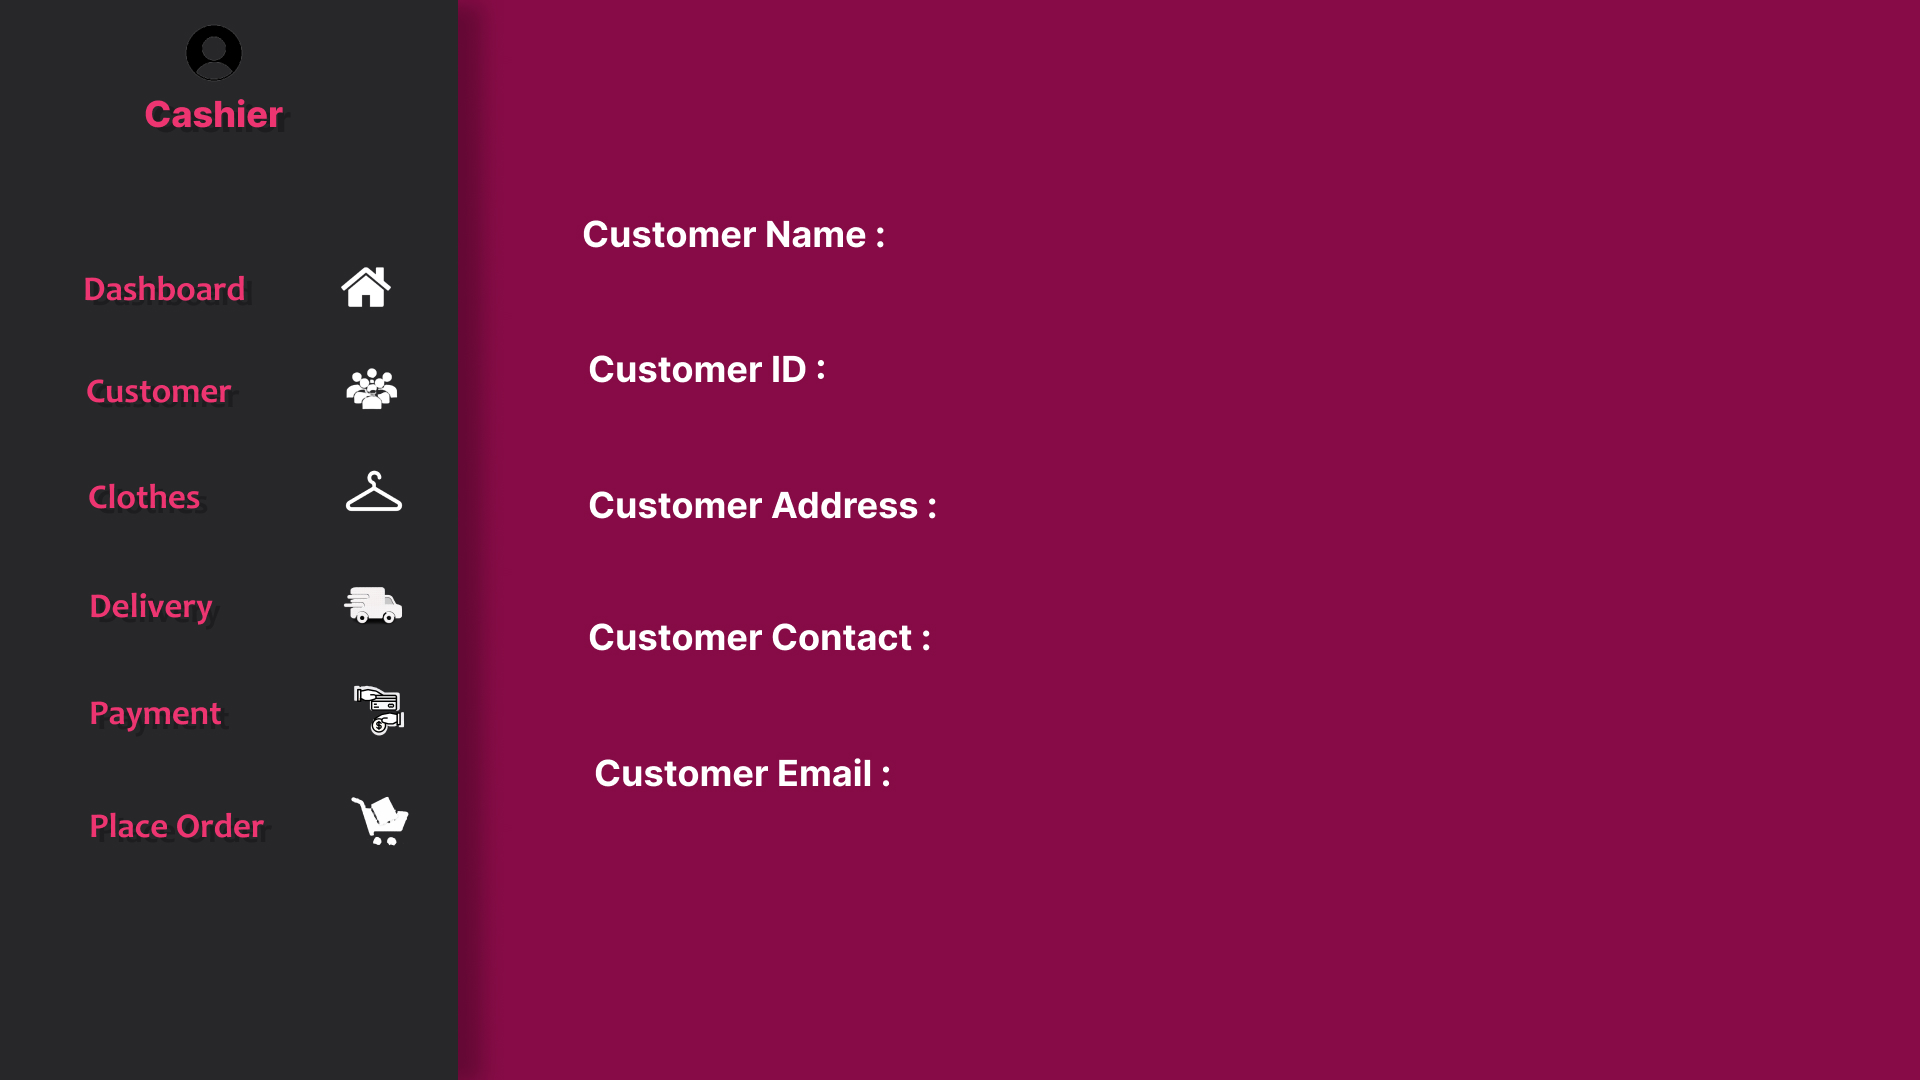 Cashier
Dashboard
Customer
Clothes
Delivery
Payment
Place Order
Customer Name :
Customer ID :
Customer Address :
Customer Contact :
Customer Email :